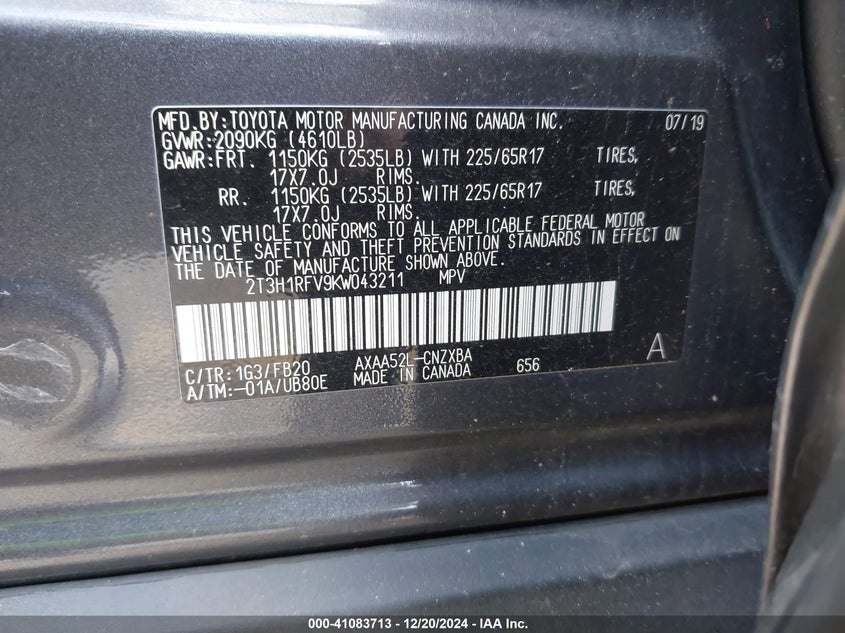 MFD.BY:TOYOTA MOTOR MANUFACTURING CANADA INC. 07/19
GVWR:2090KG (4610LB)
GAWR:FRT. 1150KG (2535LB) WITH 225/65R17 TIRES,
17X7.0J RIMS.
RR. 1150KG (2535LB) WITH 225/65R17 TIRES,
17X7.0J RIMS.
THIS VEHICLE CONFORMS TO ALL APPLICABLE FEDERAL MOTOR
VEHICLE SAFETY AND THEFT PREVENTION STANDARDS IN EFFECT ON
THE DATE OF MANUFACTURE SHOWN ABOVE.
2T3H1RFV9KW043211 MPV
C/TR:1G3/FB20 AXAA52L-CNZXBA 656 A
A/TM:-01A/UB80E MADE IN CANADA
000-41083713 - 12/20/2024 - IAA Inc.